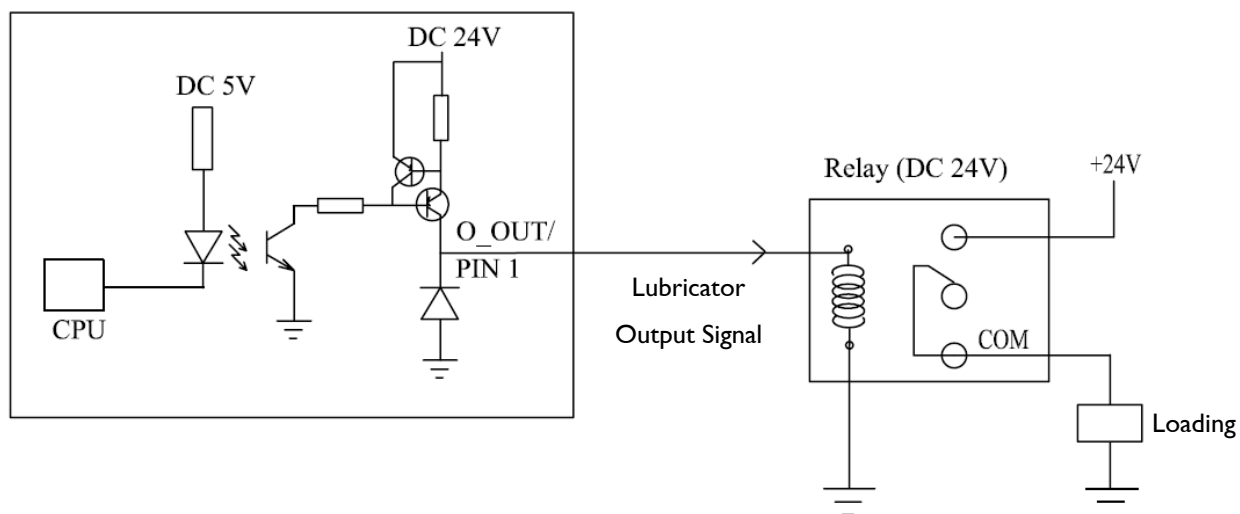 DC 24V
DC 5V
O_OUT/
PIN 1
CPU
Lubricator
Output Signal
Relay (DC 24V)
+24V
COM
Loading